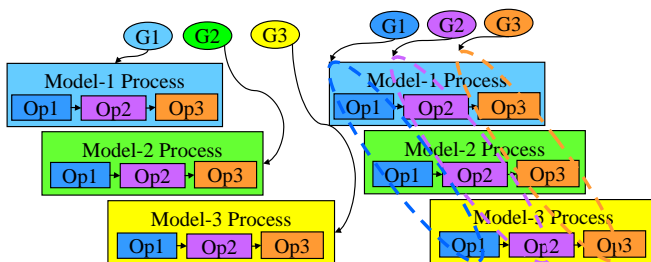 G1 G2 G3 G1 G2 G3
Model-1 Process Model-1 Process
Op1 Op2 Op3 Op1 Op2 Op3
Model-2 Process Model-2 Process
Op1 Op2 Op3 Op1 Op2 Op3
Model-3 Process Model-3 Process
Op1 Op2 Op3 Op1 Op2 Op3